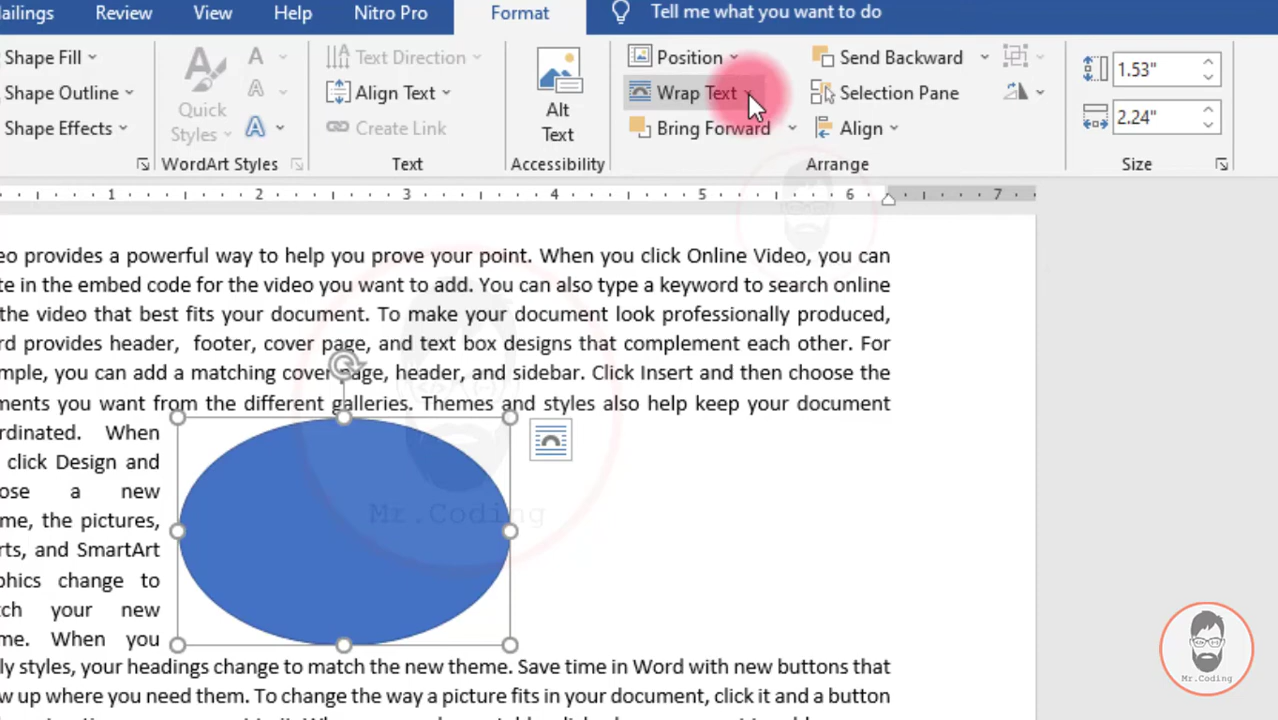 ailings Review View Help Nitro Pro Format Tell me what you want to do
Shape Fill
Shape Outline
Shape Effects
Quick
Styles
WordArt Styles
Text Direction
Align Text
Create Link
Text
Alt
Text
Accessibility
Position
Wrap Text
Bring Forward
Send Backward
Selection Pane
Align
Arrange
1.53"
2.24"
Size
1 2 3 4 5 6 7
eo provides a powerful way to help you prove your point. When you click Online Video, you can
te in the embed code for the video you want to add. You can also type a keyword to search online
the video that best fits your document. To make your document look professionally produced,
rd provides header, footer, cover page, and text box designs that complement each other. For
mple, you can add a matching cover page, header, and sidebar. Click Insert and then choose the
ments you want from the different galleries. Themes and styles also help keep your document
rdinated. When
click Design and
ose a new
me, the pictures,
rts, and SmartArt
phics change to
tch your new
me. When you
ly styles, your headings change to match the new theme. Save time in Word with new buttons that
w up where you need them. To change the way a picture fits in your document, click it and a button
Mr.Coding
Mr.Coding